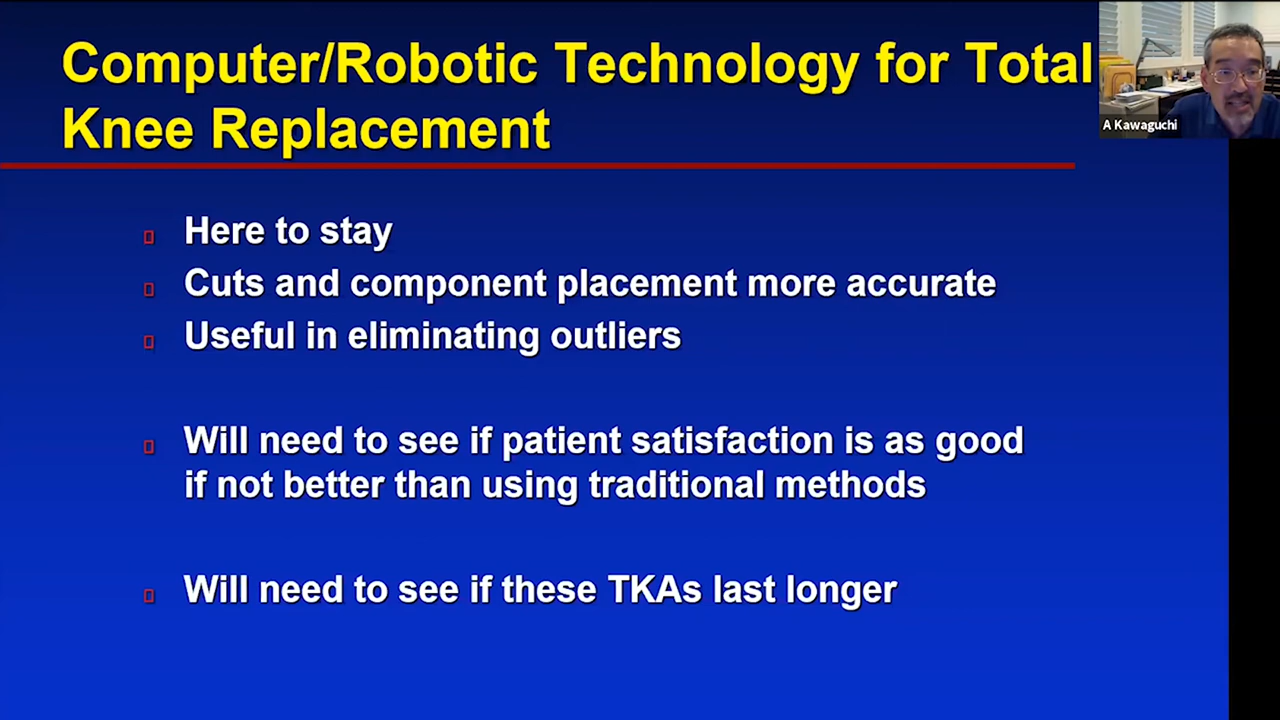 Computer/Robotic Technology for Total
Knee Replacement
A Kawaguchi
Here to stay
Cuts and component placement more accurate
Useful in eliminating outliers
Will need to see if patient satisfaction is as good
if not better than using traditional methods
Will need to see if these TKAs last longer